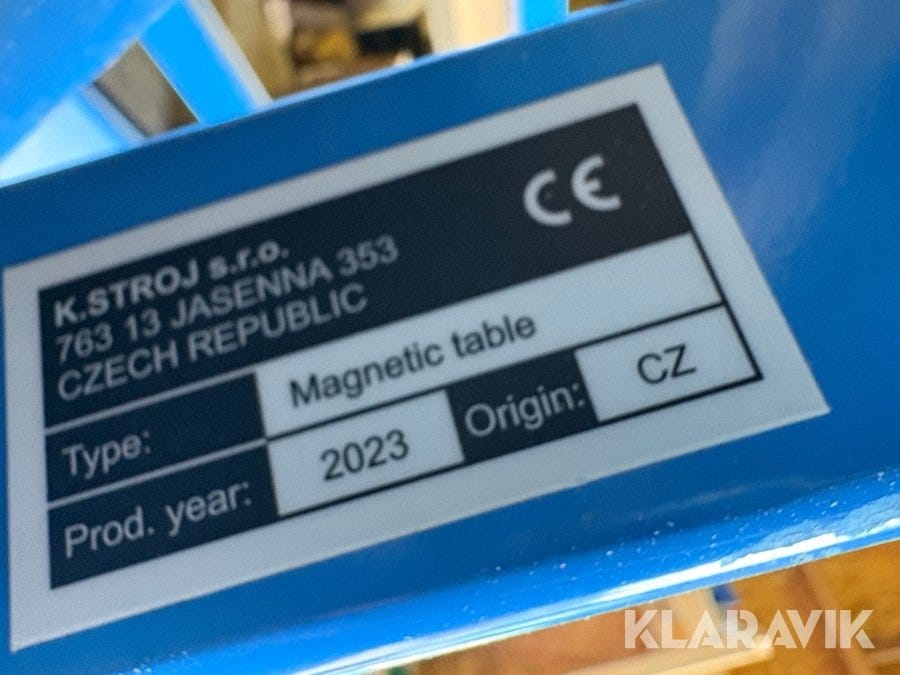 K.STROJ s.r.o.
763 13 JASENNA 353
CZECH REPUBLIC
CE
Type: Magnetic table
Prod. year: 2023 Origin: CZ
KLARAVIK